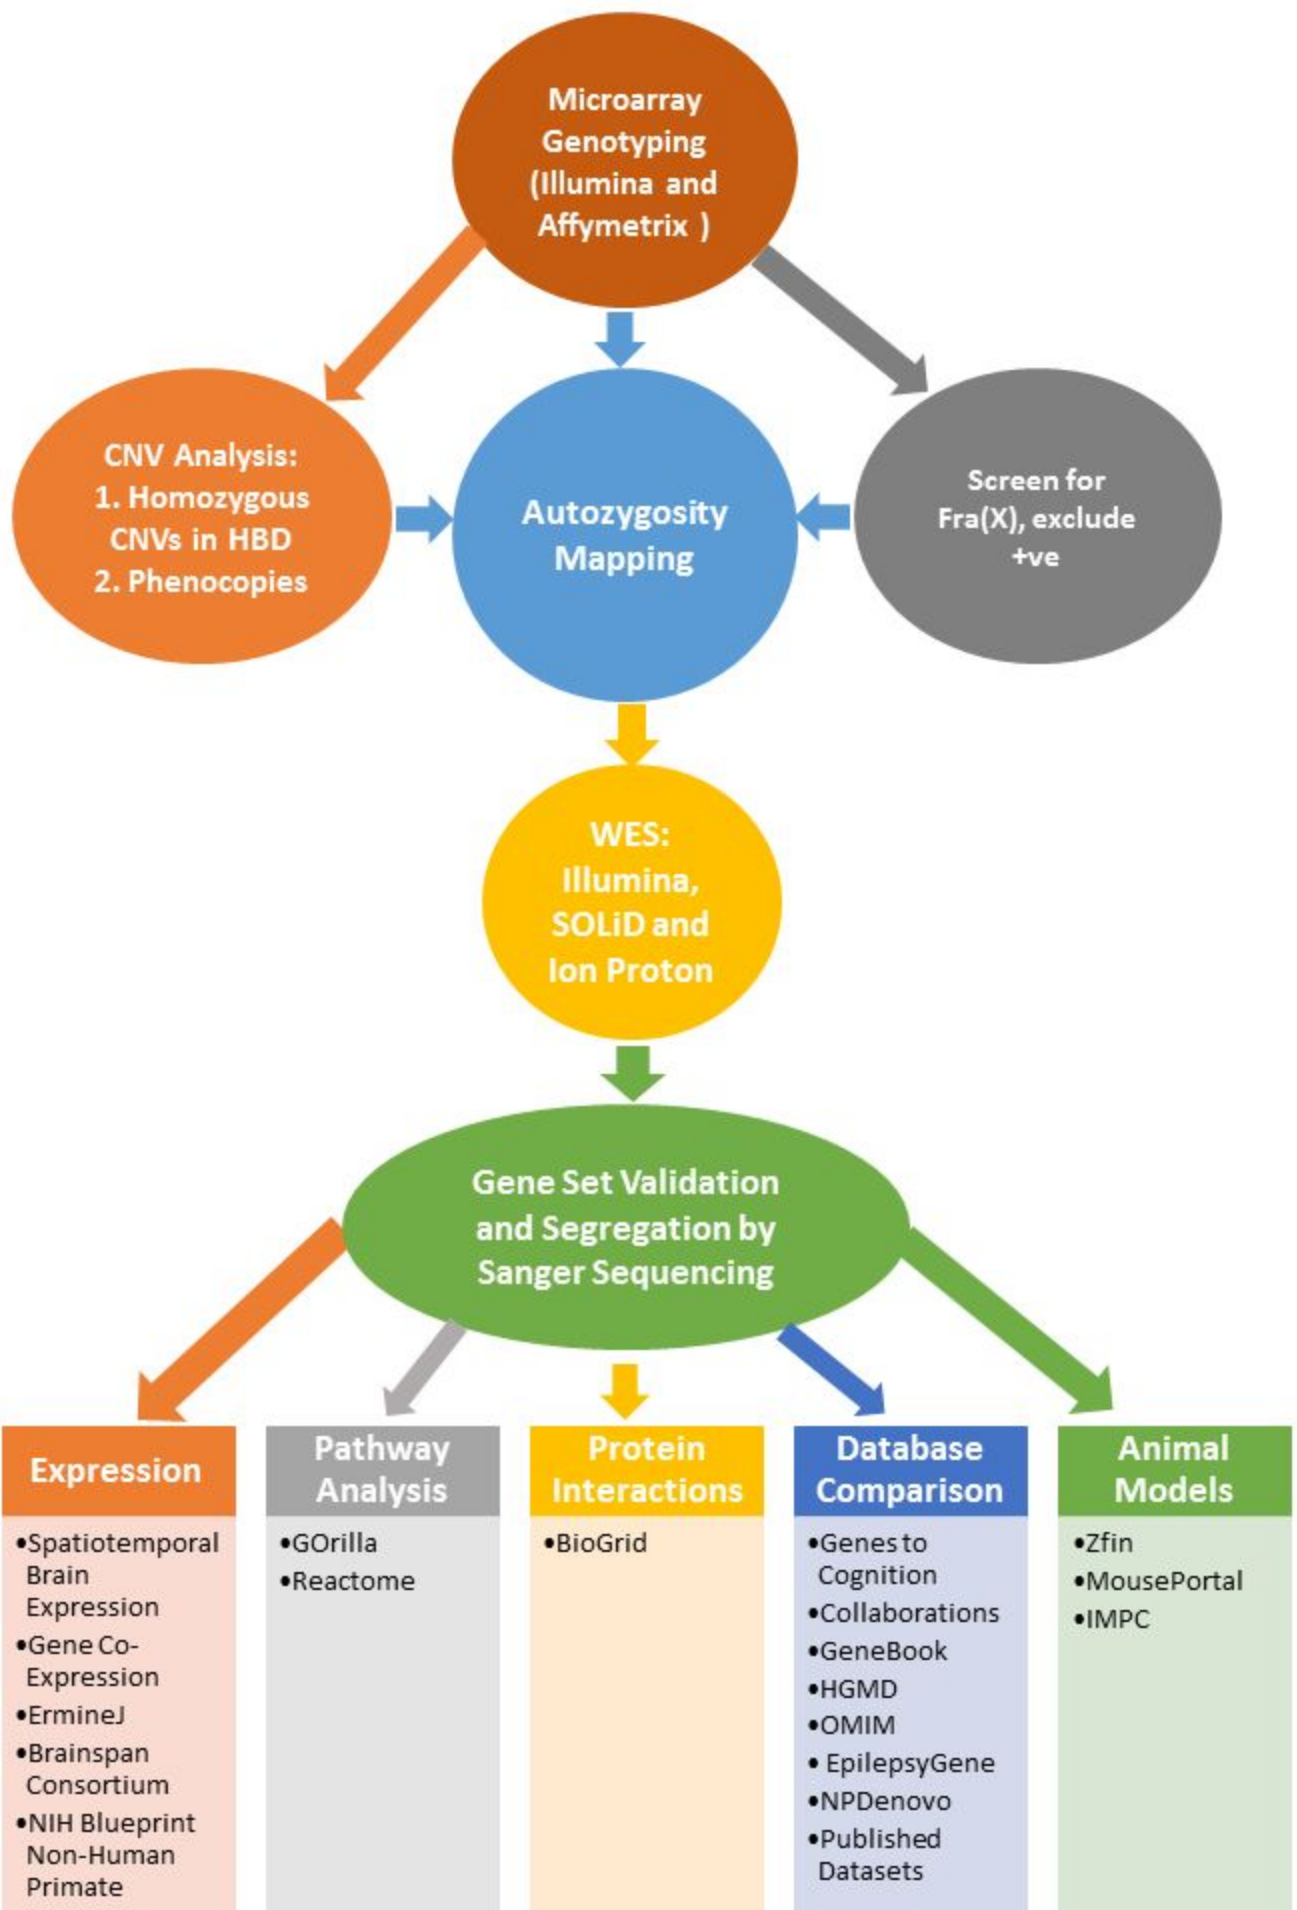 Microarray
Genotyping
(Illumina and
Affymetrix )
CNV Analysis:
1. Homozygous
CNVs in HBD
2. Phenocopies
Autozygosity
Mapping
Screen for
Fra(X), exclude
+ve
WES:
Illumina,
SOLiD and
Ion Proton
Gene Set Validation
and Segregation by
Sanger Sequencing
Expression
•Spatiotemporal
Brain
Expression
•Gene Co-
Expression
•ErmineJ
•Brainspan
Consortium
•NIH Blueprint
Non-Human
Primate
Pathway
Analysis
•GOrilla
•Reactome
Protein
Interactions
•BioGrid
Database
Comparison
•Genes to
Cognition
•Collaborations
•GeneBook
•HGMD
•OMIM
• EpilepsyGene
•NPDenovo
•Published
Datasets
Animal
Models
•Zfin
•MousePortal
•IMPC